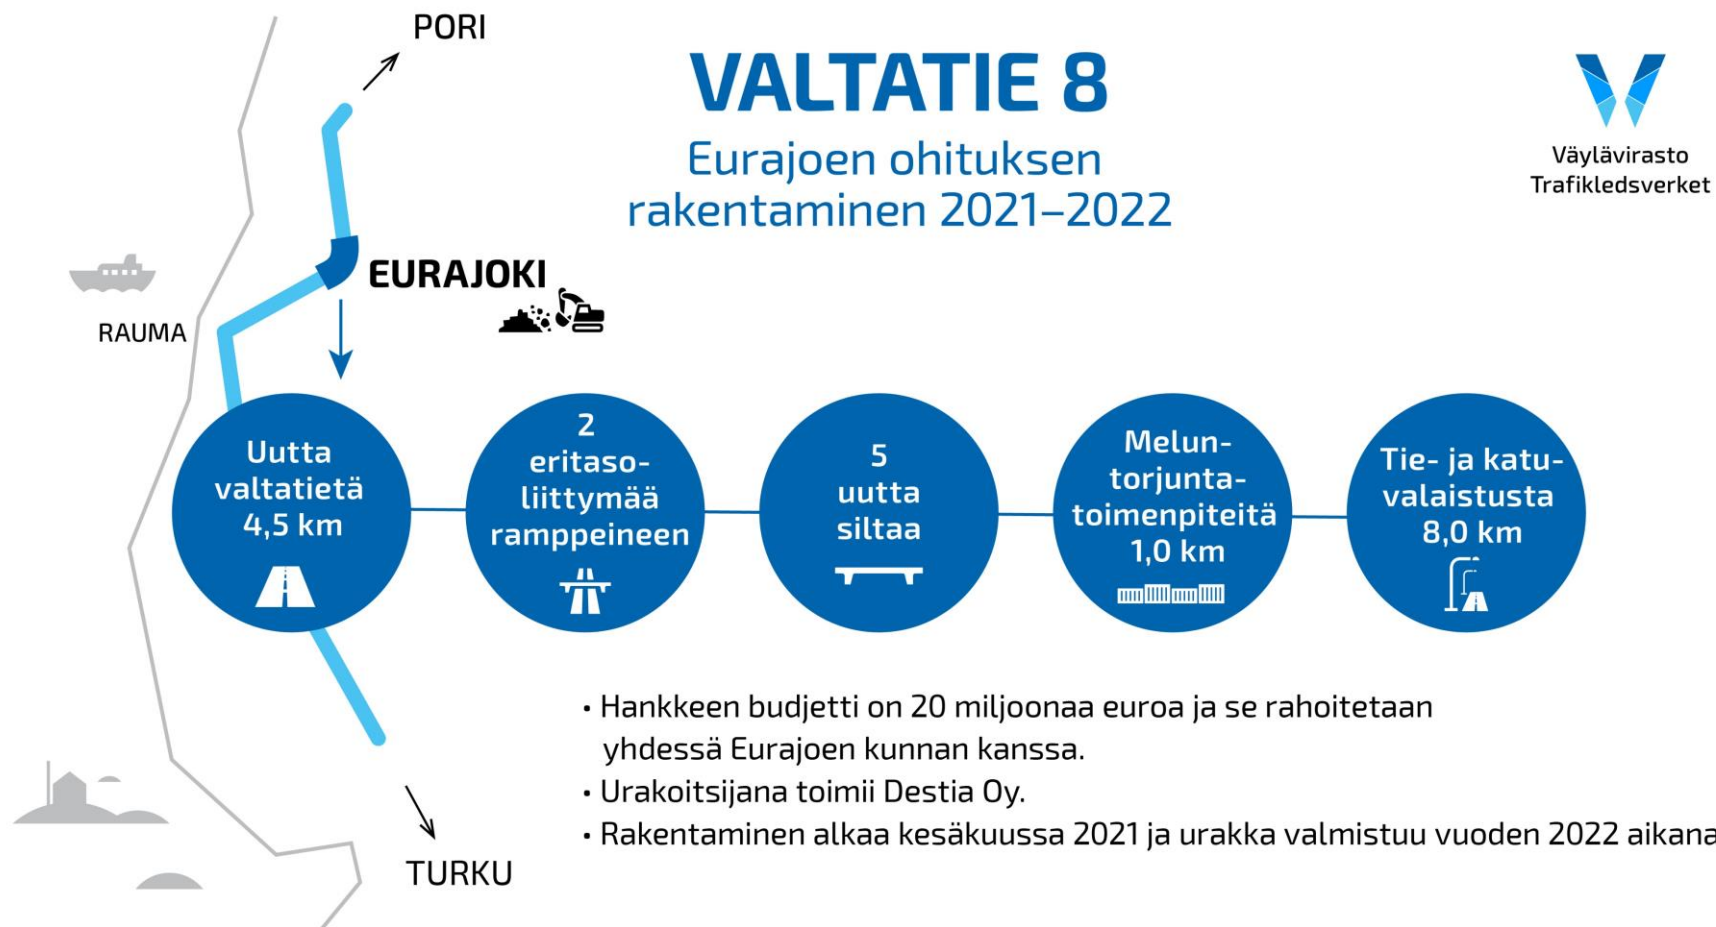 PORI
VALTATIE 8
Eurajoen ohituksen
rakentaminen 2021–2022
Väylävirasto
Trafikledsverket
EURAJOKI
RAUMA
Uutta
valtatietä
4,5 km
2
eritaso-
liittymää
ramppeineen
5
uutta
siltaa
Melun-
torjunta-
toimenpiteitä
1,0 km
Tie- ja katu-
valaistusta
8,0 km
• Hankkeen budjetti on 20 miljoonaa euroa ja se rahoitetaan
yhdessä Eurajoen kunnan kanssa.
• Urakoitsijana toimii Destia Oy.
• Rakentaminen alkaa kesäkuussa 2021 ja urakka valmistuu vuoden 2022 aikana
TURKU